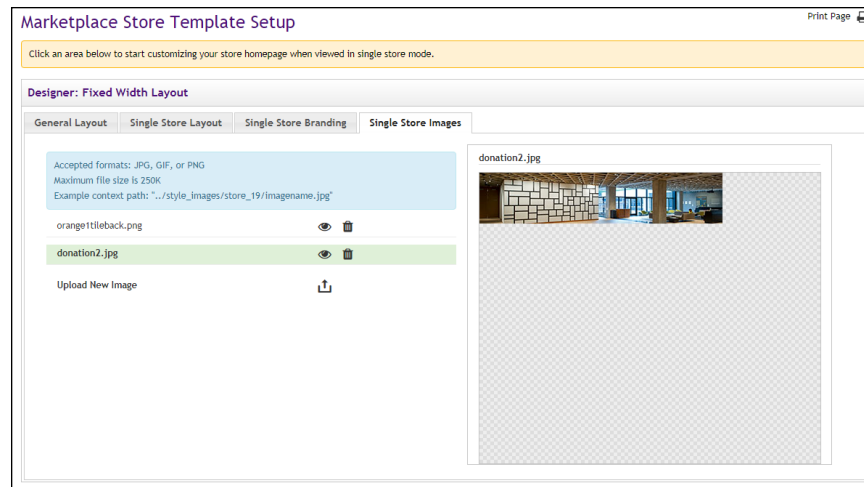 Marketplace Store Template Setup
Print Page
Click an area below to start customizing your store homepage when viewed in single store mode.
Designer: Fixed Width Layout
General Layout Single Store Layout Single Store Branding Single Store Images
Accepted formats: JPG, GIF, or PNG
Maximum file size is 250K
Example context path: "../style_images/store_19/imagename.jpg"
orange1tileback.png
donation2.jpg
Upload New Image
donation2.jpg